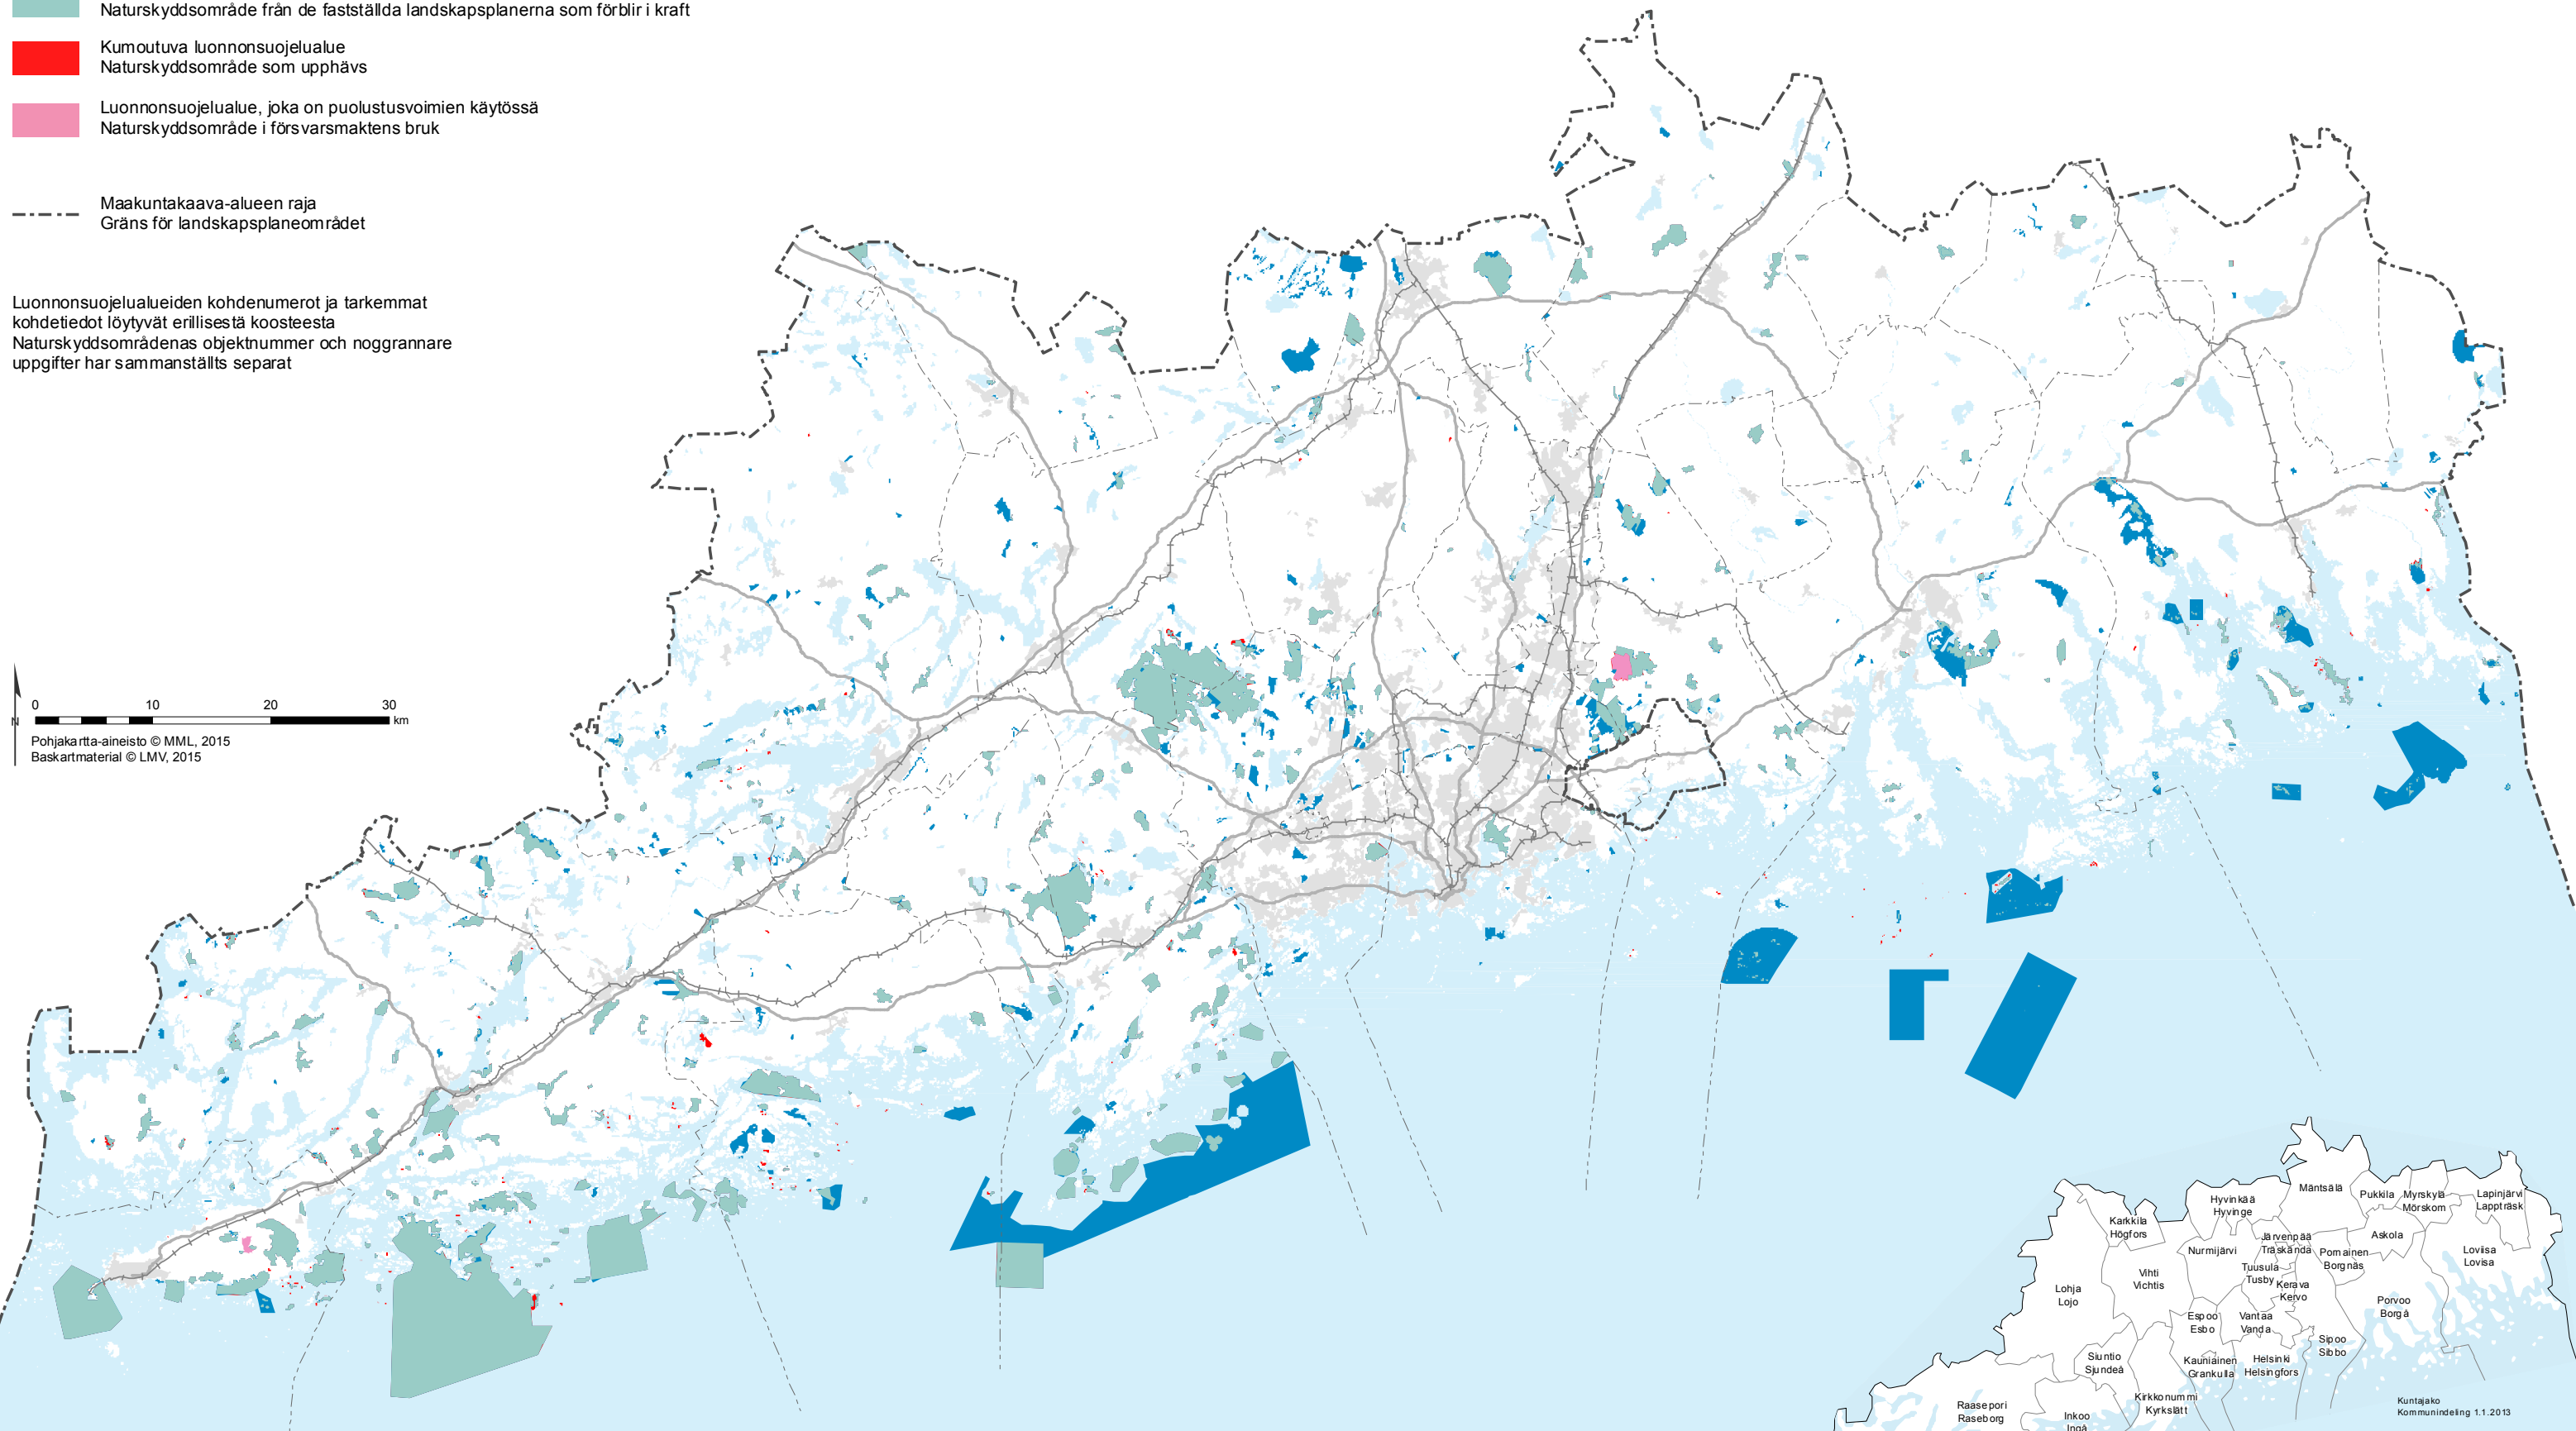 Naturskyddsområde från de fastställda landskapsplanerna som förblir i kraft
Kumoutuva luonnonsuojelualue
Naturskyddsområde som upphävs
Luonnonsuojelualue, joka on puolustusvoimien käytössä
Naturskyddsområde i försvarsmaktens bruk
Maakuntakaava-alueen raja
Gräns för landskapsplaneområdet
Luonnonsuojelualueiden kohdenumerot ja tarkemmat
kohdetiedot löytyvät erillisestä koosteesta
Naturskyddsområdenas objektnummer och noggrannare
uppgifter har sammanställts separat
N
0 10 20 30
km
Pohjakartta-aineisto © MML, 2015
Baskartmaterial © LMV, 2015
Mäntsälä
Hyvinkää
Hyvinge
Pukkila
Myrskylä
Mörskom
Lapinjärvi
Lappträsk
Karkkila
Högfors
Nurmijärvi
Järvenpää
Träskända
Askola
Pornainen
Borgnäs
Loviisa
Lovisa
Vihti
Vichtis
Tuusula
Tusby
Kerava
Kervo
Lohja
Lojo
Porvoo
Borgå
Espoo
Esbo
Vantaa
Vanda
Sipoo
Sibbo
Siuntio
Sjundeå
Kauniainen
Grankulla
Helsinki
Helsingfors
Kirkkonummi
Kyrkslätt
Raasepori
Raseborg
Inkoo
Ingå
Kuntajako
Kommunindeling 1.1.2013